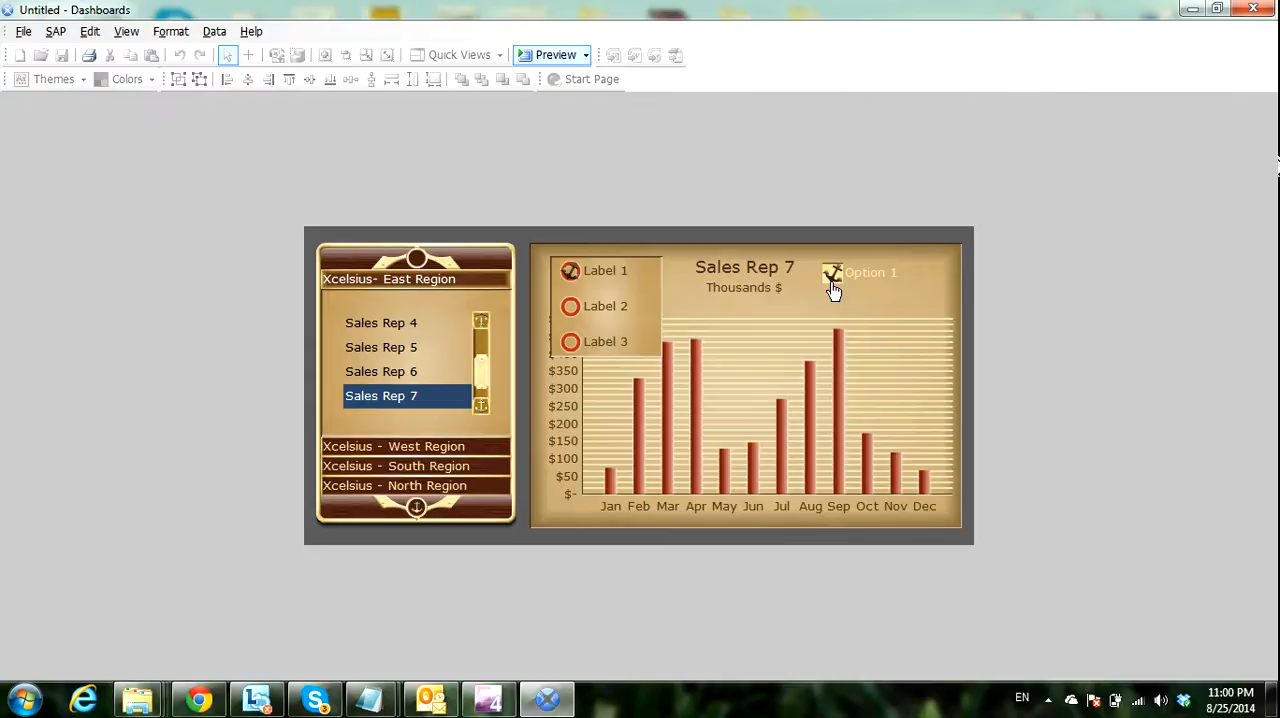 Untitled - Dashboards
File SAP Edit View Format Data Help
Quick Views Preview
Themes Colors Start Page
Xcelsius- East Region
Sales Rep 4
Sales Rep 5
Sales Rep 6
Sales Rep 7
Xcelsius - West Region
Xcelsius - South Region
Xcelsius - North Region
Label 1
Label 2
Label 3
Sales Rep 7
Thousands $
Option 1
$350
$300
$250
$200
$150
$100
$50
$-
Jan Feb Mar Apr May Jun Jul Aug Sep Oct Nov Dec
EN
11:00 PM
8/25/2014